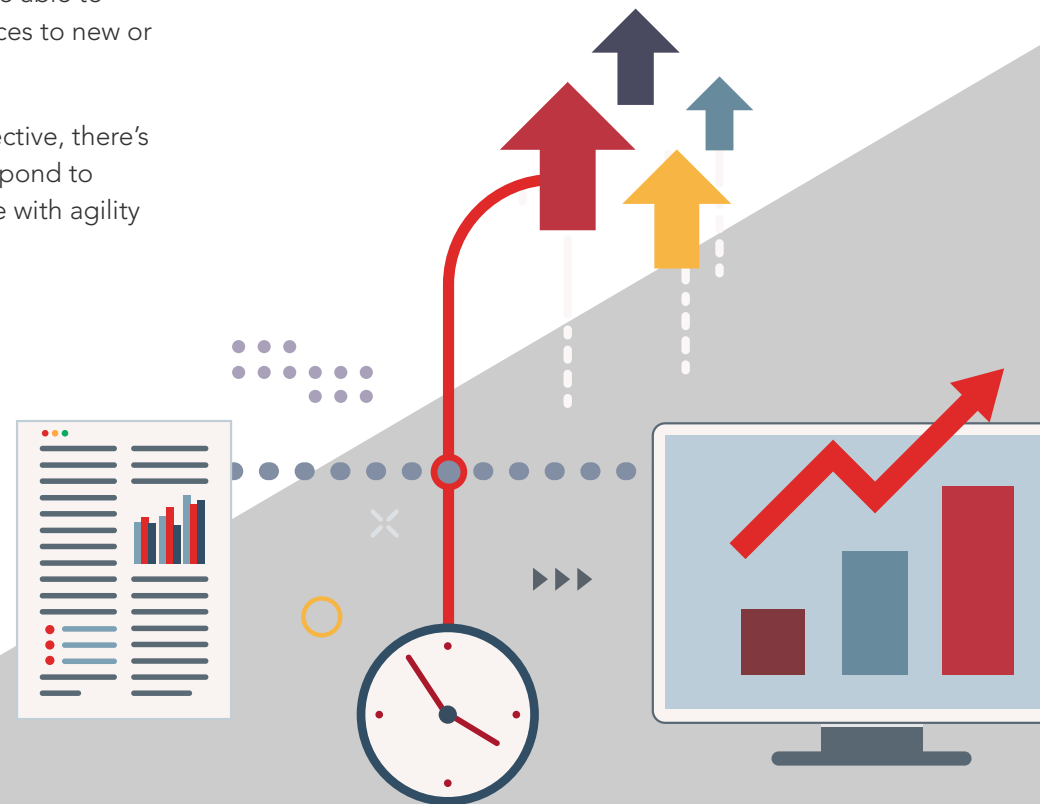 ces to new or
ective, there's
pond to
e with agility